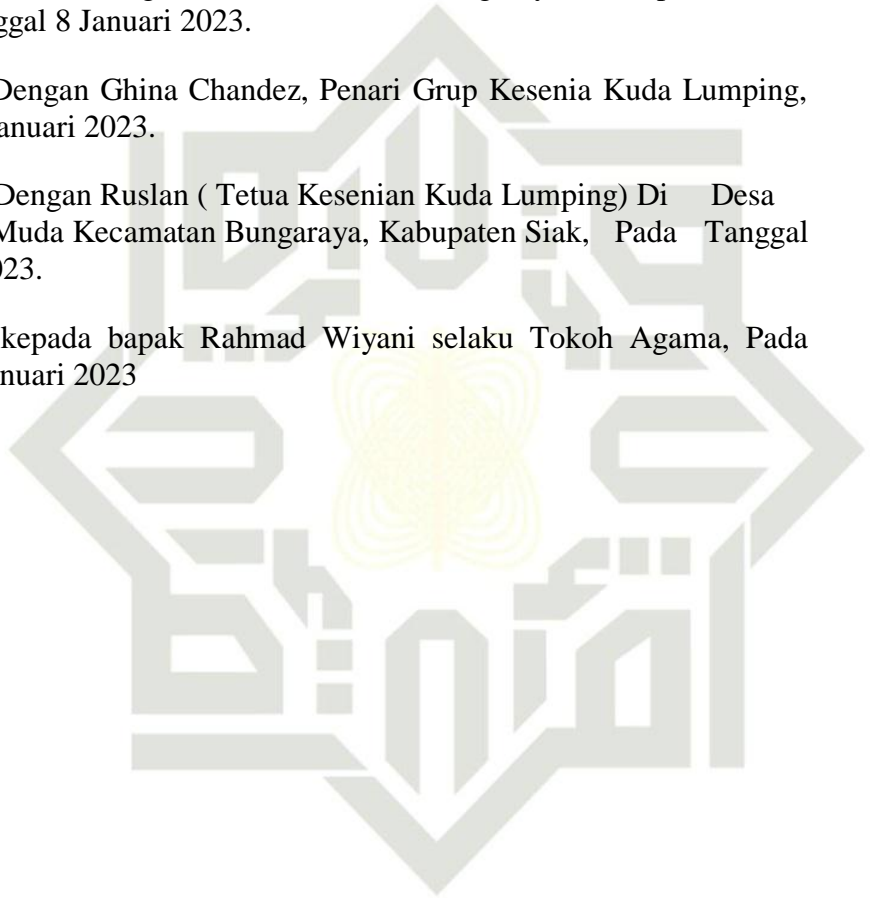 ggal 8 Januari 2023.
Dengan Ghina Chandez, Penari Grup Kesenia Kuda Lumping,
anuari 2023.
Dengan Ruslan ( Tetua Kesenian Kuda Lumping) Di Desa
Muda Kecamatan Bungaraya, Kabupaten Siak, Pada Tanggal
023.
kepada bapak Rahmad Wiyani selaku Tokoh Agama, Pada
nuari 2023